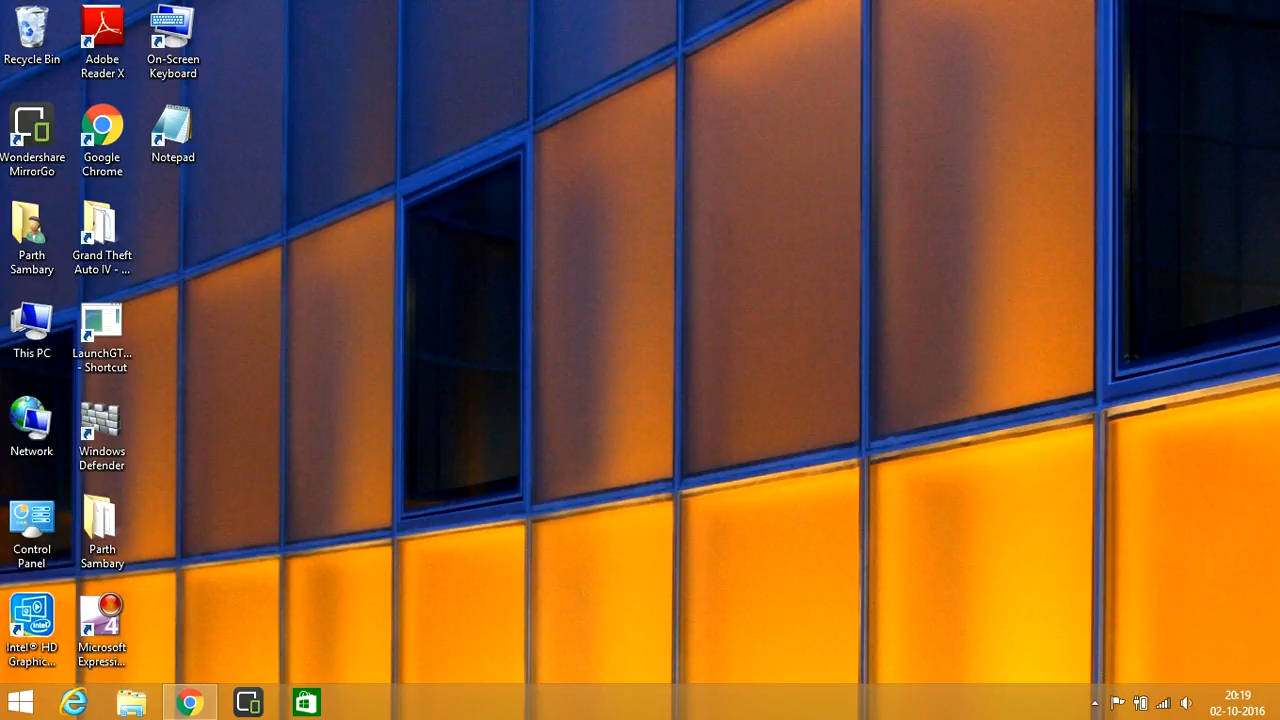 Recycle Bin
Adobe
Reader X
On-Screen
Keyboard
Wondershare
MirrorGo
Google
Chrome
Notepad
Parth
Sambary
Grand Theft
Auto IV - ...
This PC
LaunchGT...
- Shortcut
Network
Windows
Defender
Control
Panel
Parth
Sambary
intel
Intel® HD
Graphic...
4
Microsoft
Expressi...
20:19
02-10-2016